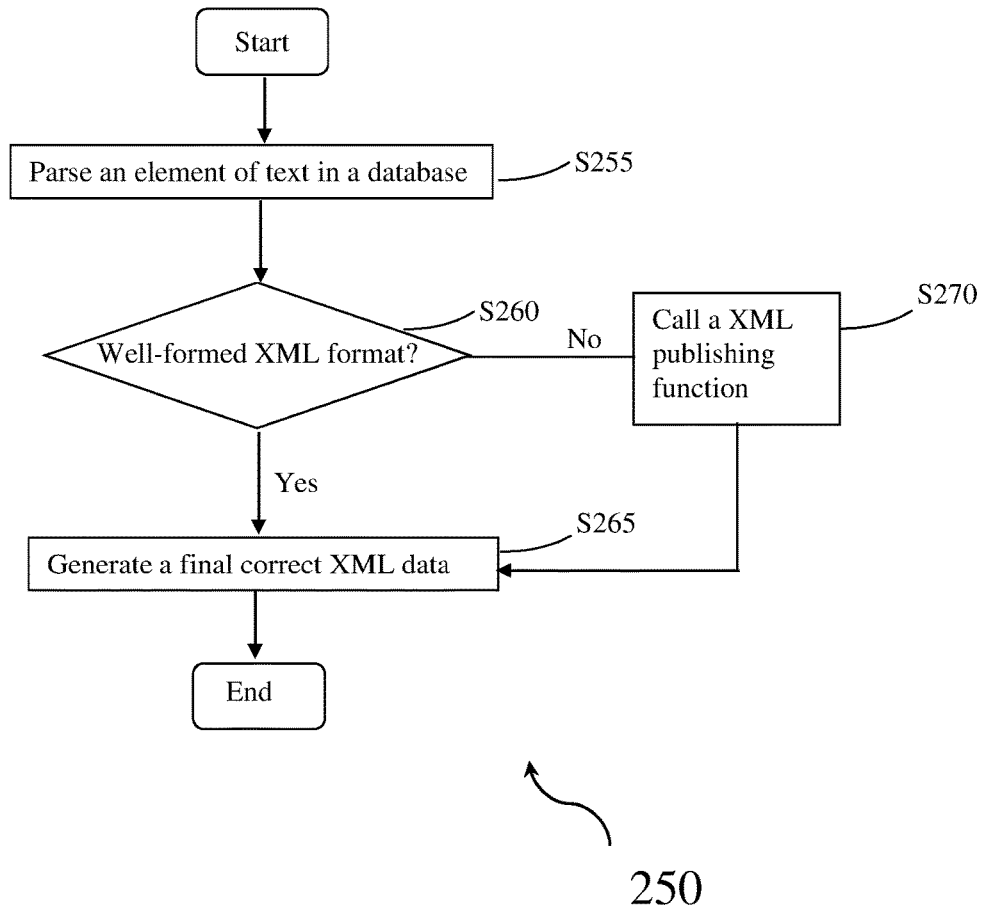 Start
Parse an element of text in a database
S255
S260
Well-formed XML format?
No
Call a XML
publishing
function
S270
Yes
S265
Generate a final correct XML data
End
250